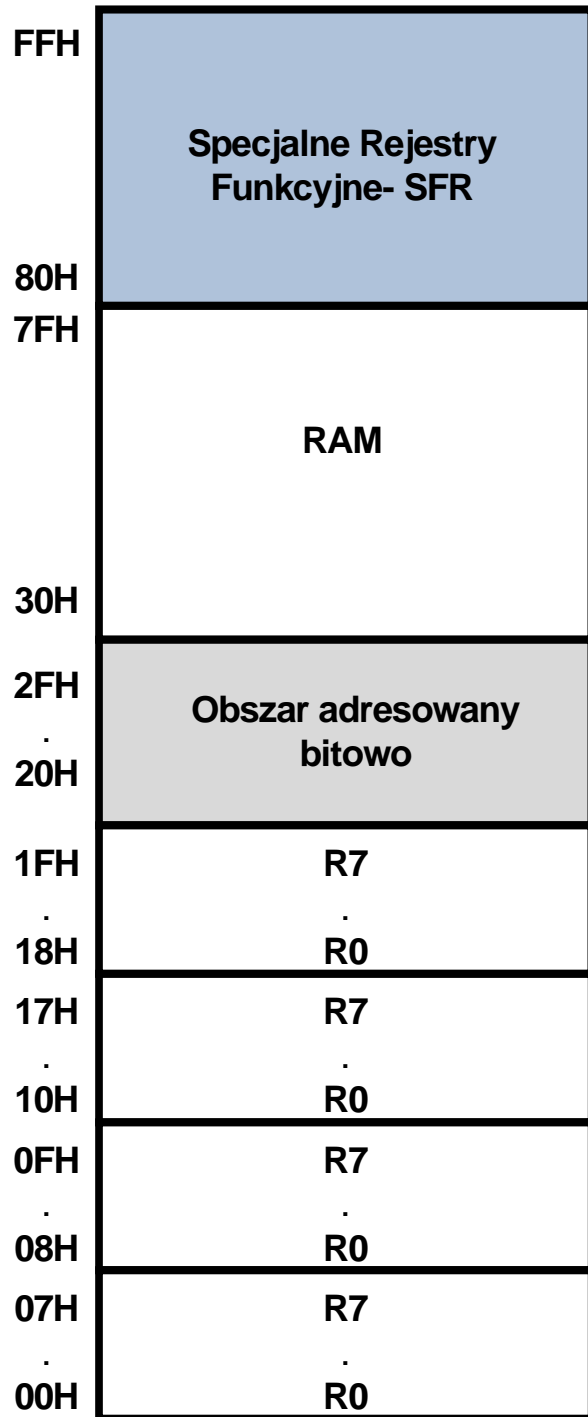 FFH
Specjalne Rejestry
Funkcyjne- SFR
80H
7FH
RAM
30H
2FH
Obszar adresowany
.
bitowo
20H
1FH R7
. .
18H R0
17H R7
. .
10H R0
0FH R7
. .
08H R0
07H R7
. .
00H R0